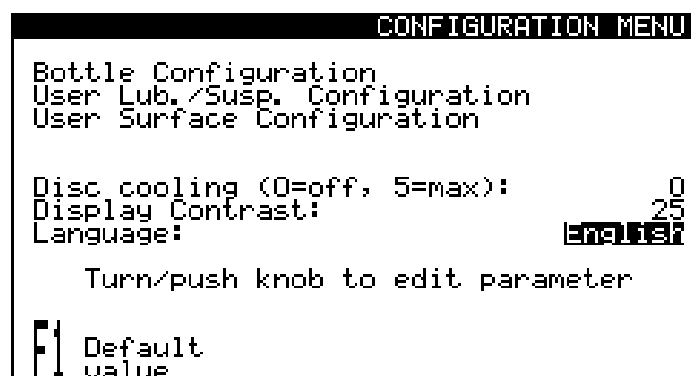 CONFIGURATION MENU
Bottle Configuration
User Lub./Susp. Configuration
User Surface Configuration
Disc cooling (0=off, 5=max): 0
Display Contrast: 25
Language: English
Turn/push knob to edit parameter
F1 Default
value